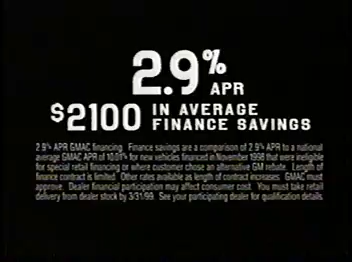 2.9%
APR
$2100 IN AVERAGE
FINANCE SAVINGS
2.9% APR GMAC financing. Finance savings are a comparison of 2.9% APR to a national
average GMAC APR of 10.01% for new vehicles financed in November 1998 that were ineligible
for special retail financing or where customer chose an alternative GM rebate. Length of
finance contract is limited. Other rates available as length of contract increases. GMAC must
approve. Dealer financial participation may affect consumer cost. You must take retail
delivery from dealer stock by 3/31/99. See your participating dealer for qualification details.